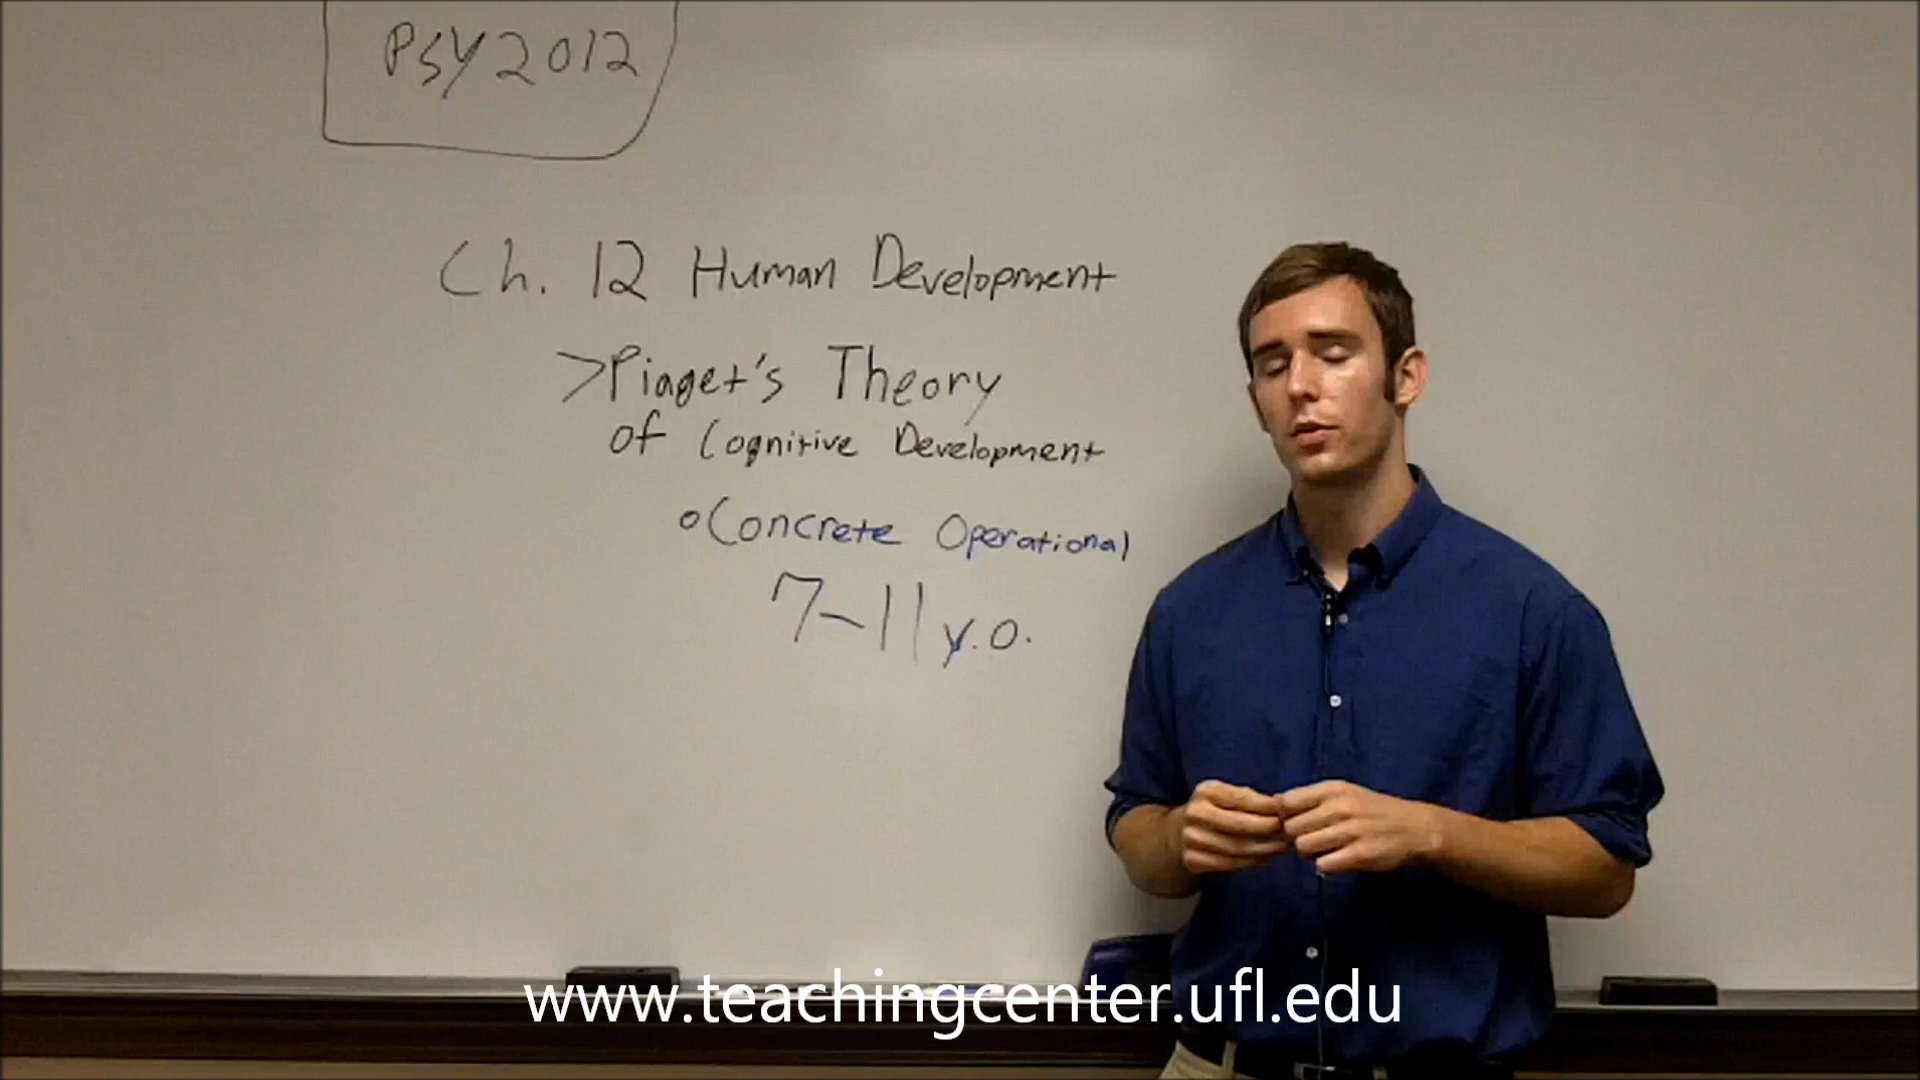 PSY2012
Ch. 12 Human Development
>Piaget's Theory
of Cognitive Development
o Concrete Operational
7-11 y.o.
www.teachingcenter.ufl.edu